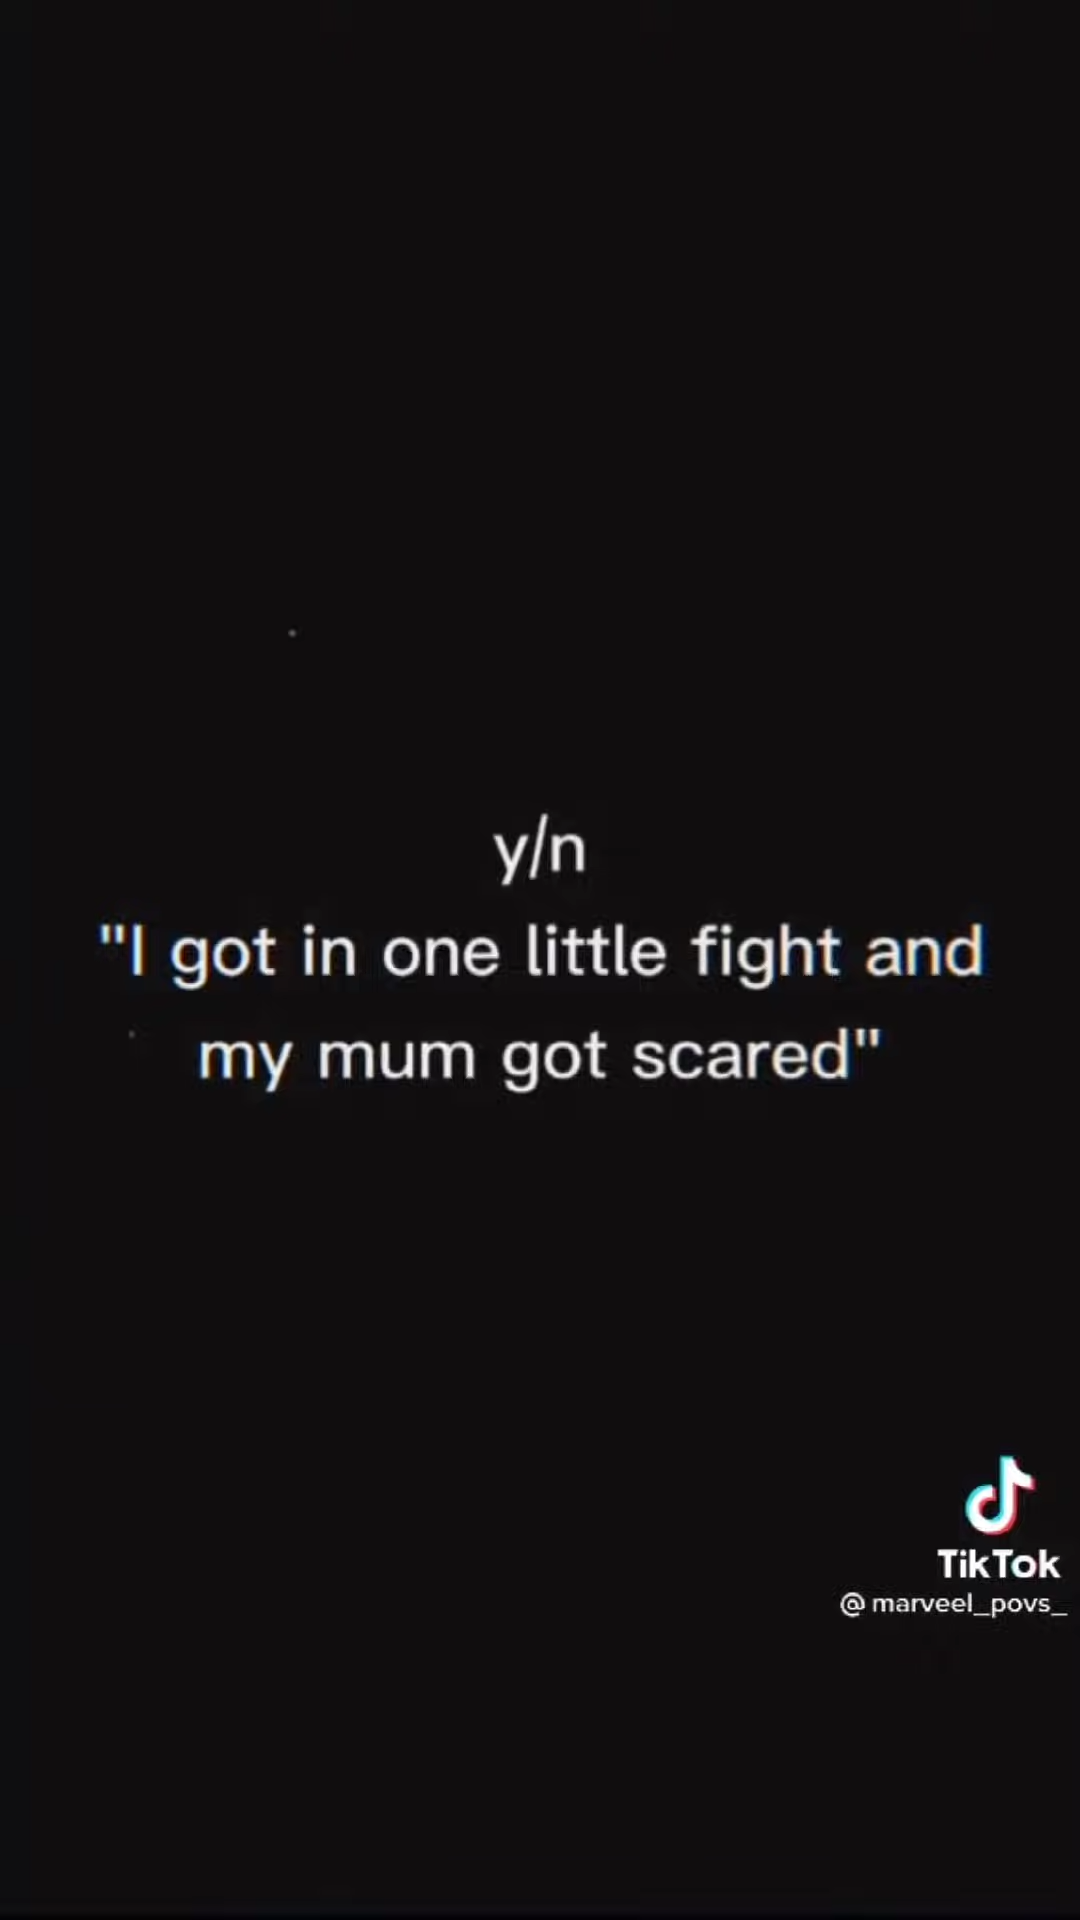 y/n
"I got in one little fight and
my mum got scared"
TikTok
@marveel_povs_